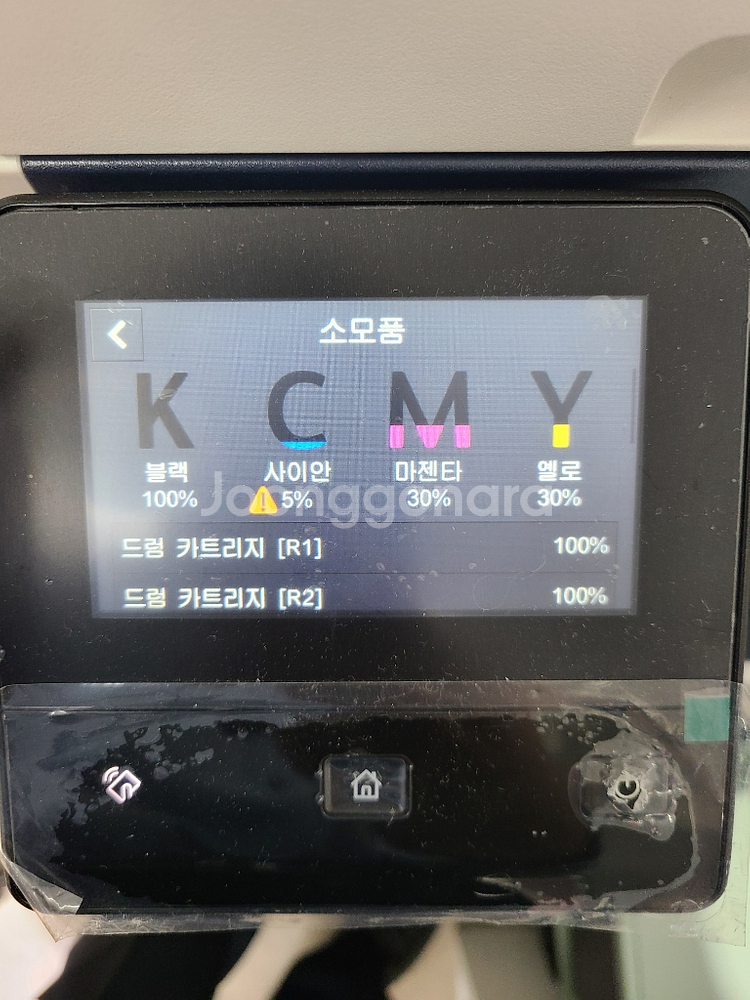 소모품
K C M Y
블랙 사이안 마젠타 옐로
100% 5% 30% 30%
Joonggonara
드럼 카트리지 [R1] 100%
드럼 카트리지 [R2] 100%